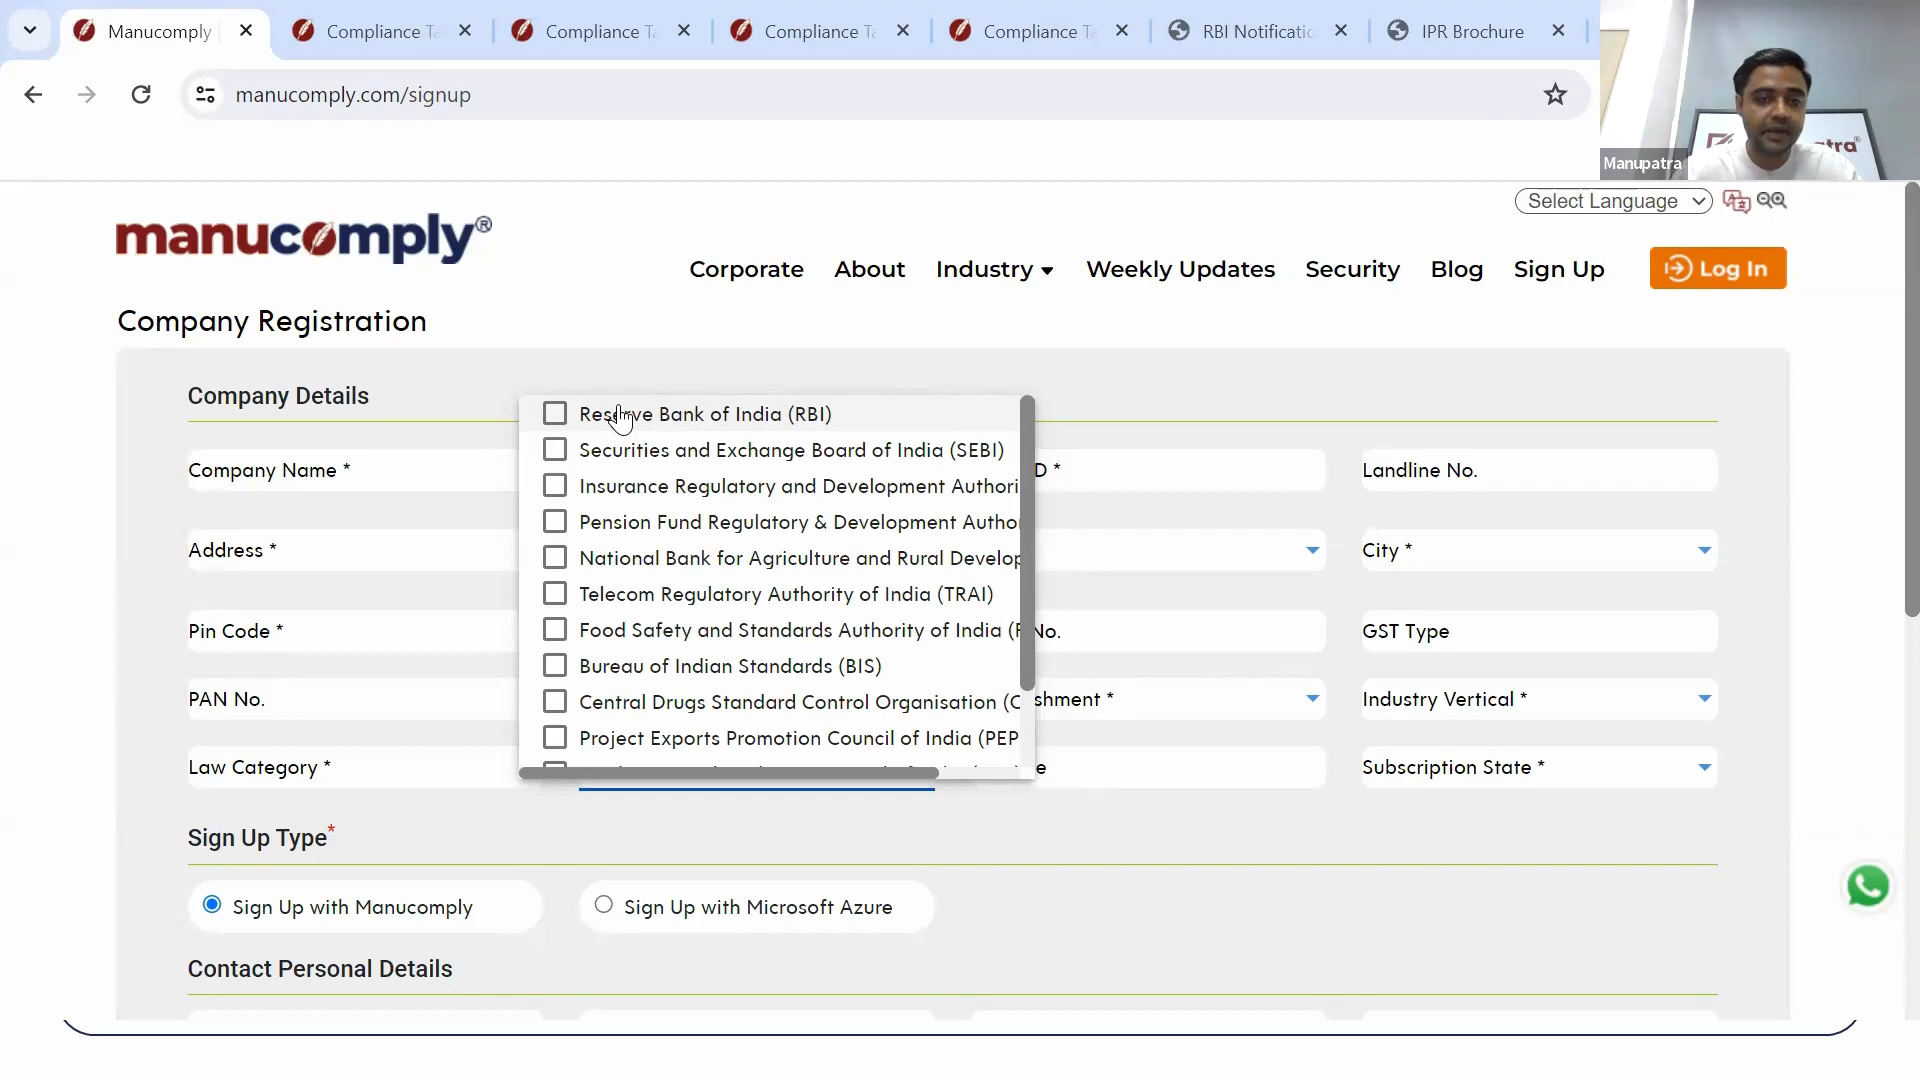 Manucomply
Compliance Ta
Compliance Ta
Compliance Ta
Compliance Ta
RBI Notificatio
IPR Brochure
manucomply.com/signup
Manupatra
tra®
Select Language
manucomply®
Corporate About Industry Weekly Updates Security Blog Sign Up Log In
Company Registration
Company Details
Reserve Bank of India (RBI)
Securities and Exchange Board of India (SEBI)
Insurance Regulatory and Development Authori
Pension Fund Regulatory & Development Autho
National Bank for Agriculture and Rural Develop
Telecom Regulatory Authority of India (TRAI)
Food Safety and Standards Authority of India (F
Bureau of Indian Standards (BIS)
Central Drugs Standard Control Organisation (C
Project Exports Promotion Council of India (PEP
Company Name *
D *
Landline No.
Address *
City *
Pin Code *
No.
GST Type
PAN No.
shment *
Industry Vertical *
Law Category *
e
Subscription State *
Sign Up Type*
Sign Up with Manucomply
Sign Up with Microsoft Azure
Contact Personal Details